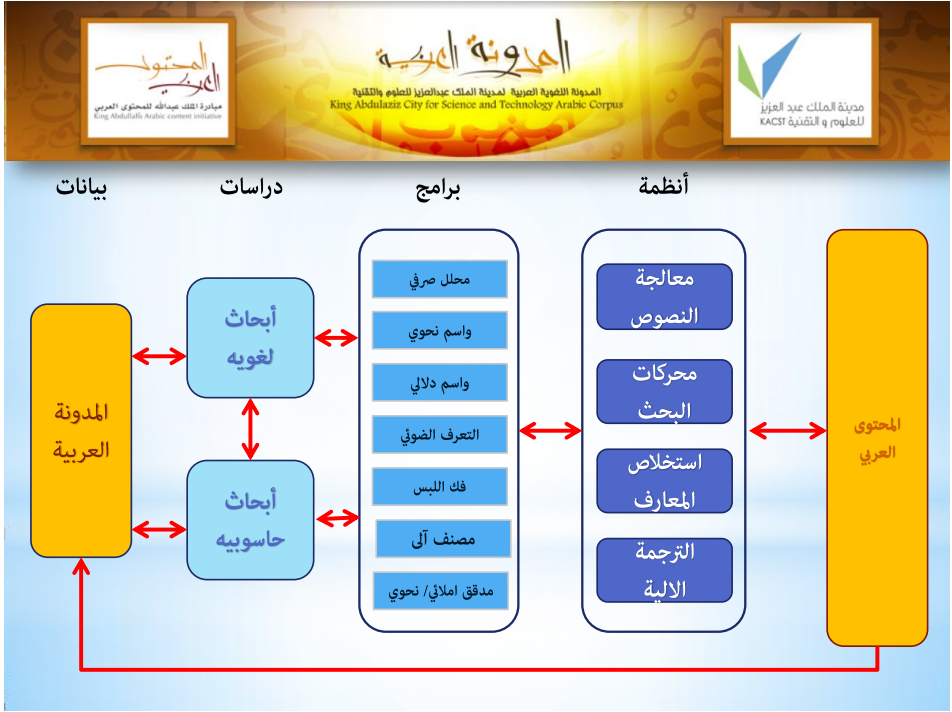 مدينة الملك عبد العزيز
للعلوم و التقنية KACST
المدونة العربية
المدونة اللغوية العربية لمدينة الملك عبدالعزيز للعلوم والتقنية
King Abdulaziz City for Science and Technology Arabic Corpus
المحتوى
العربي
مبادرة الملك عبدالله للمحتوى العربي
King Abdullah's Arabic content initiative
أنظمة
برامج
دراسات
بيانات
المحتوى
العربي
معالجة
النصوص
محركات
البحث
استخلاص
المعارف
الترجمة
الالية
محلل صرفي
واسم نحوي
واسم دلالي
التعرف الضوئي
فك اللبس
مصنف آلى
مدقق املائي/ نحوي
أبحاث
لغويه
أبحاث
حاسوبيه
المدونة
العربية